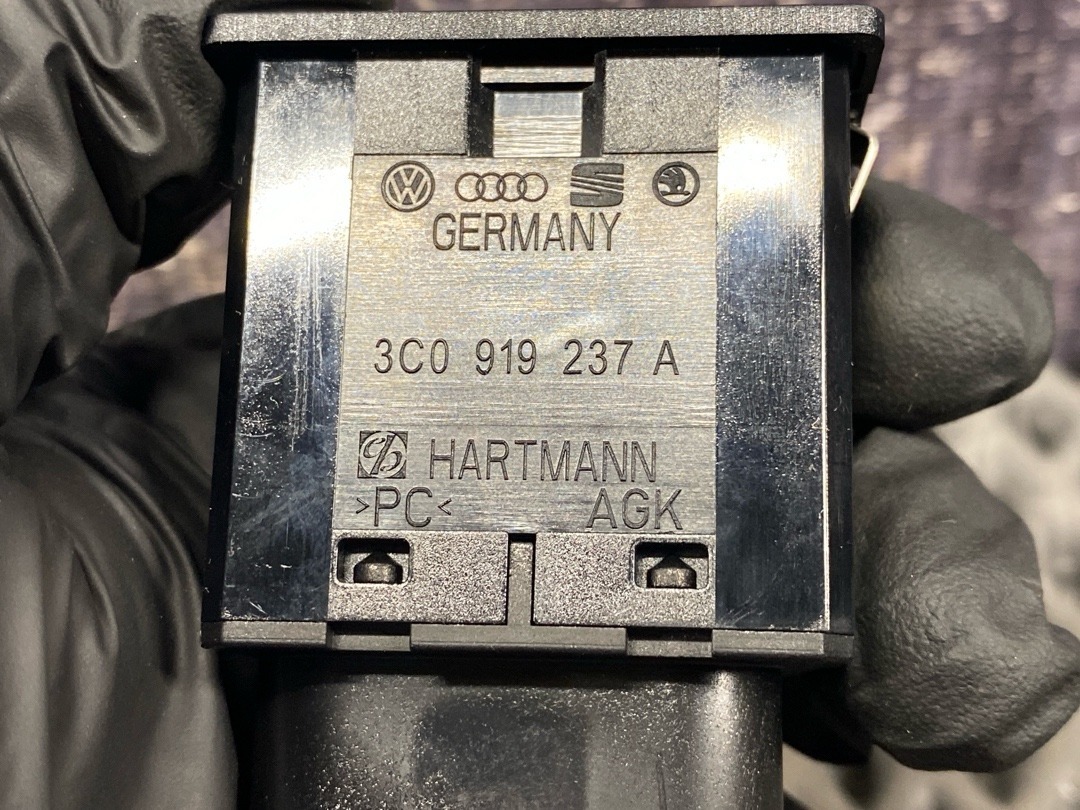 GERMANY
3C0 919 237 A
HARTMANN
>PC< AGK